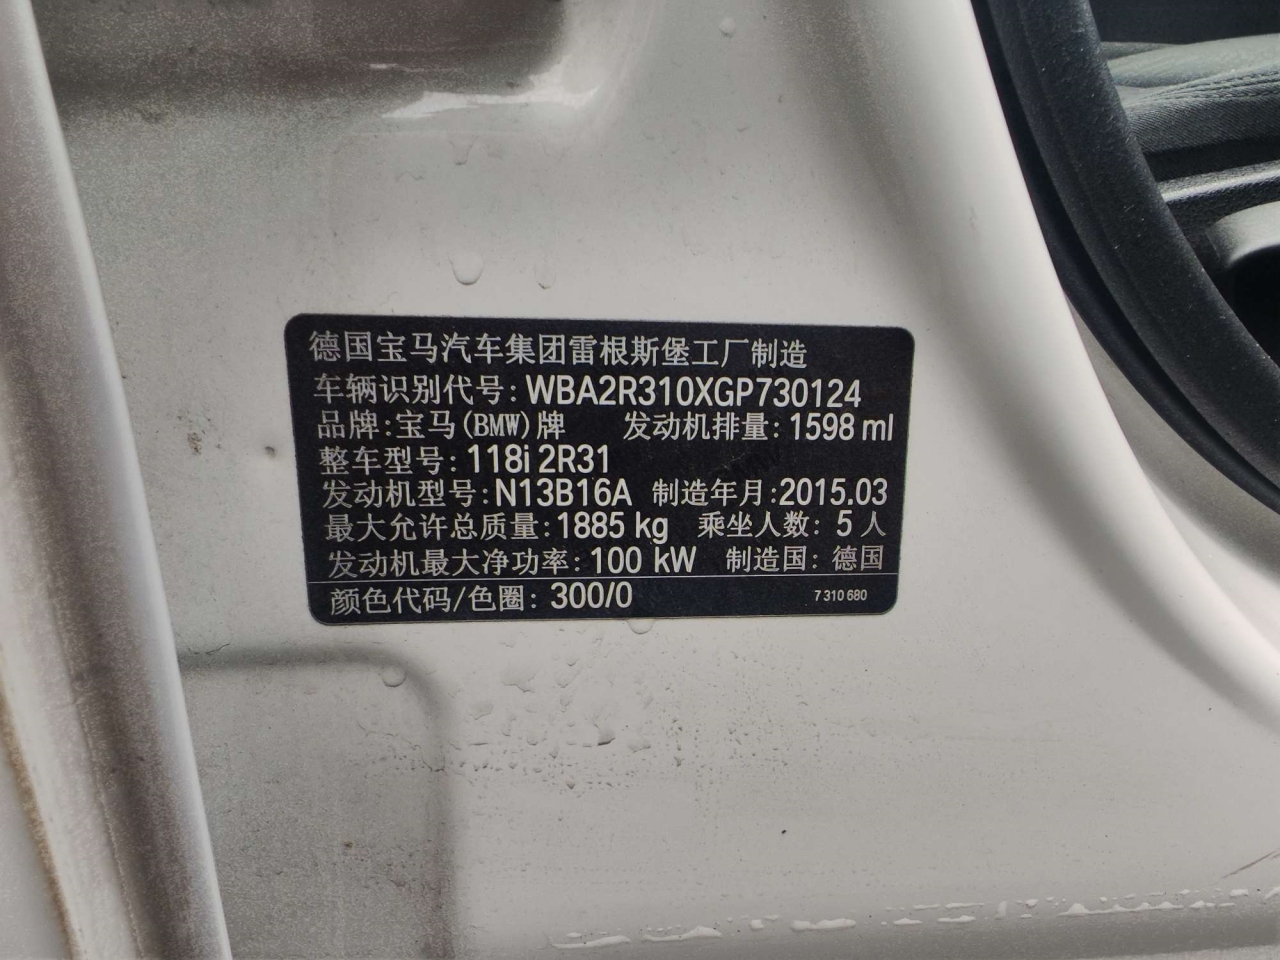 德国宝马汽车集团雷根斯堡工厂制造
车辆识别代号: WBA2R310XGP730124
品牌:宝马(BMW)牌 发动机排量: 1598 ml
整车型号: 118i 2R31
发动机型号: N13B16A 制造年月:2015.03
最大允许总质量: 1885 kg 乘坐人数: 5 人
发动机最大净功率: 100 kW 制造国: 德国
颜色代码/色圈: 300/0 7 310 680